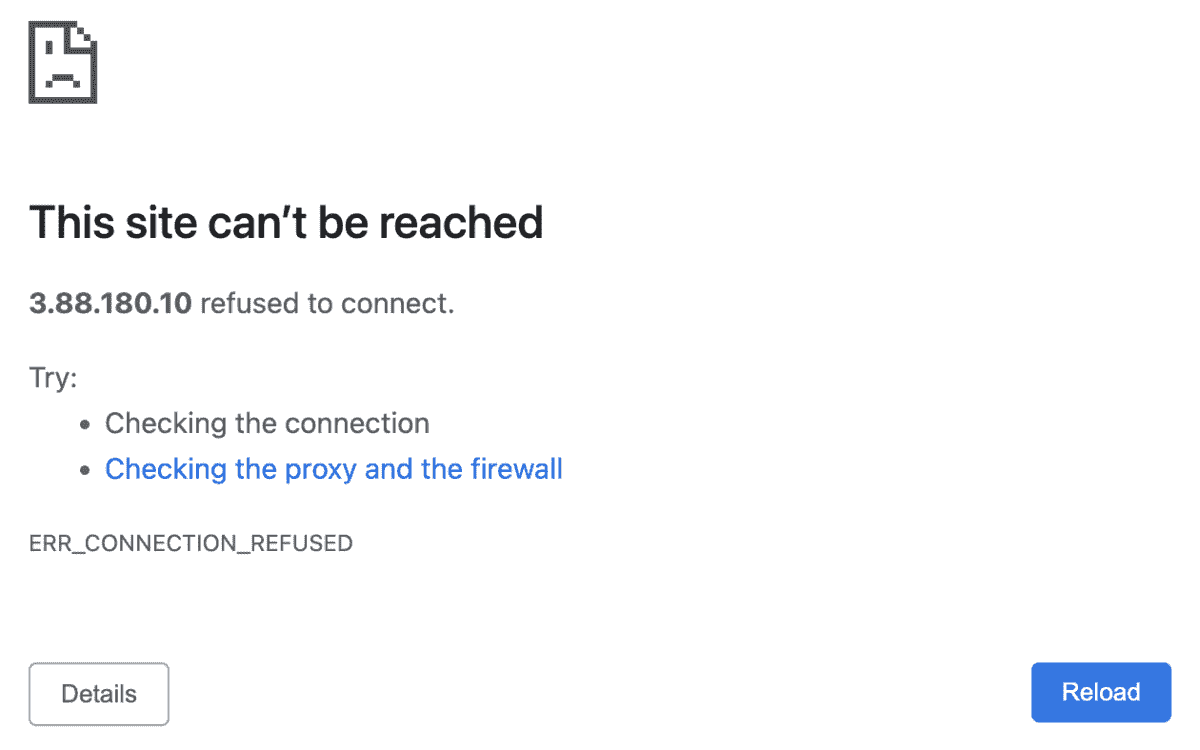 This site can’t be reached
3.88.180.10 refused to connect.
Try:
• Checking the connection
• Checking the proxy and the firewall
ERR_CONNECTION_REFUSED
Details
Reload